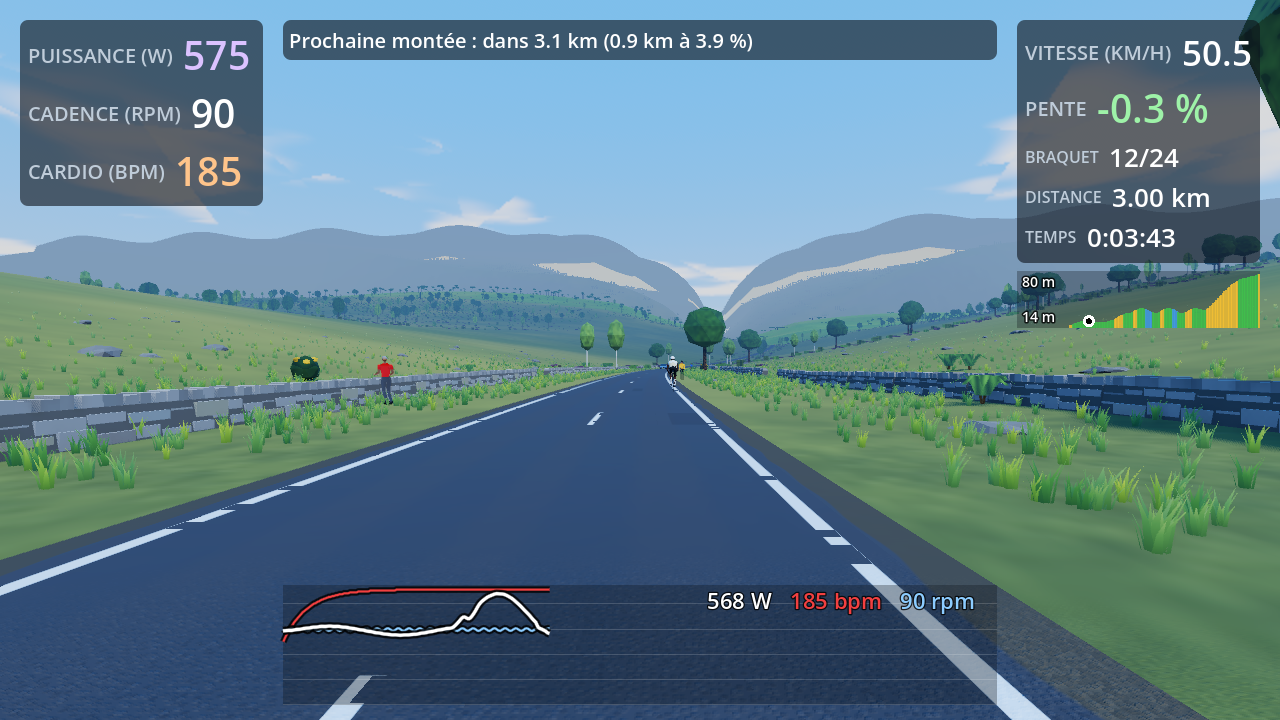 PUISSANCE (W) 575
CADENCE (RPM) 90
CARDIO (BPM) 185
Prochaine montée : dans 3.1 km (0.9 km à 3.9 %)
VITESSE (KM/H) 50.5
PENTE -0.3 %
BRAQUET 12/24
DISTANCE 3.00 km
TEMPS 0:03:43
80 m
14 m
568 W 185 bpm 90 rpm